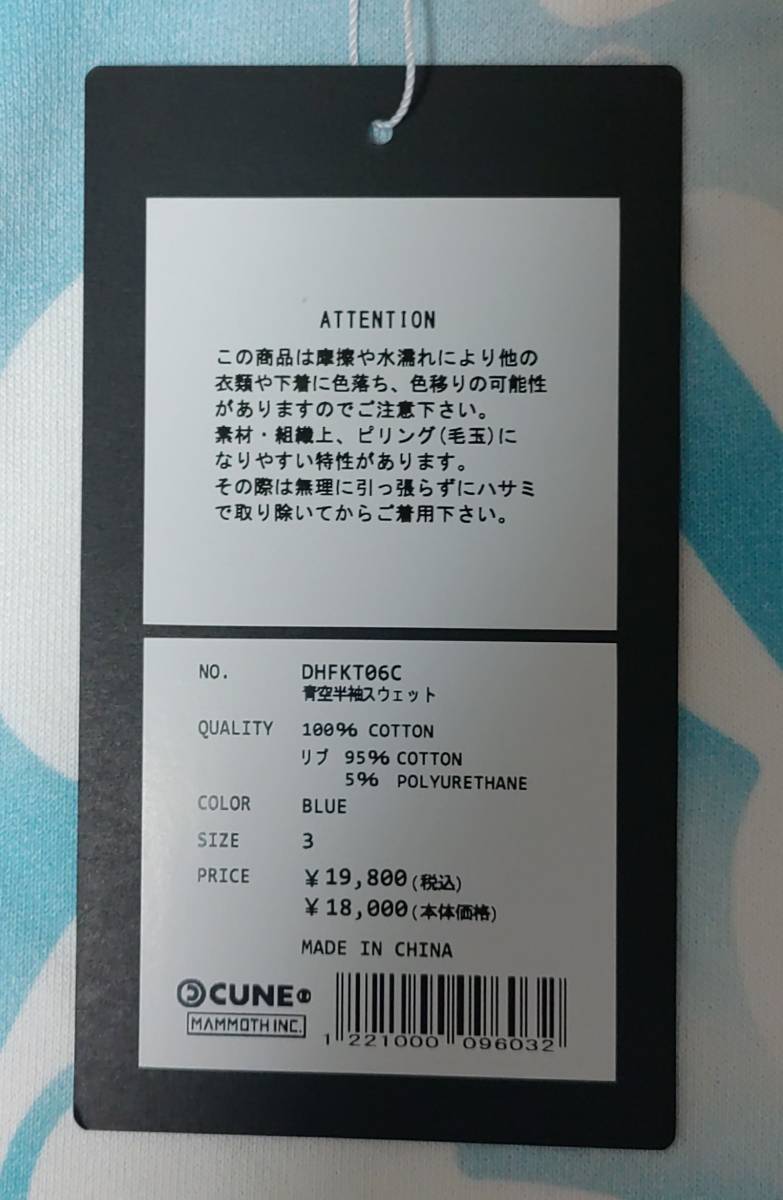 ATTENTION
この商品は摩擦や水濡れにより他の
衣類や下着に色落ち、色移りの可能性
がありますのでご注意下さい。
素材・組織上、ピリング(毛玉)に
なりやすい特性があります。
その際は無理に引っ張らずにハサミ
で取り除いてからご着用下さい。
NO. DHFKT06C
青空半袖スウェット
QUALITY 100% COTTON
リブ 95% COTTON
5% POLYURETHANE
COLOR BLUE
SIZE 3
PRICE ¥19,800(税込)
¥18,000(本体価格)
MADE IN CHINA
CUNE®
MAMMOTH INC.
1 221000 096032